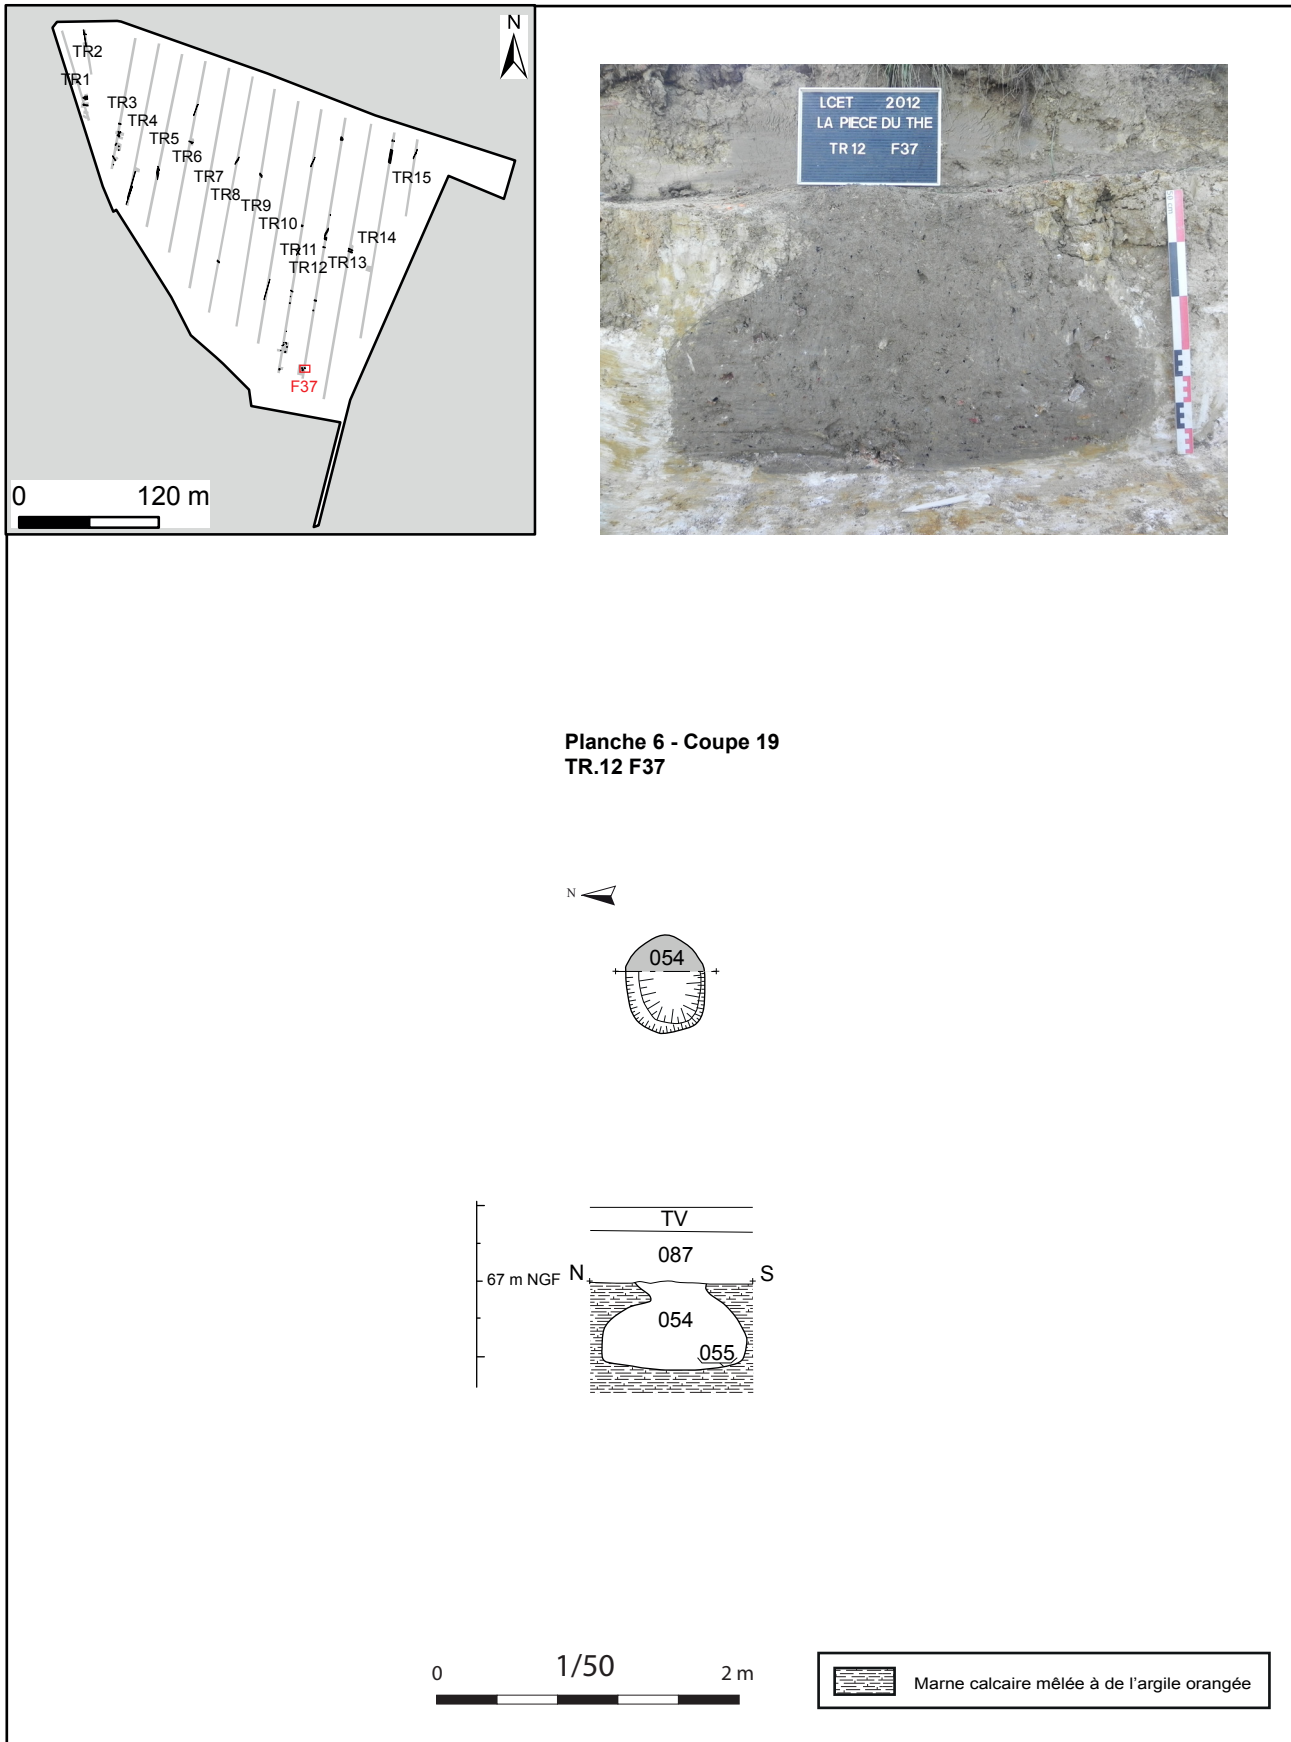 N
TR2
TR1
TR3
TR4
TR5
TR6
TR7
TR8
TR9
TR10
TR11
TR12
TR13
TR14
TR15
F37
0 120 m
LCET 2012
LA PIECE DU THE
TR 12 F37
Planche 6 - Coupe 19
TR.12 F37
N
054
TV
087
67 m NGF
N
S
054
055
0 1/50 2 m
Marne calcaire mêlée à de l'argile orangée